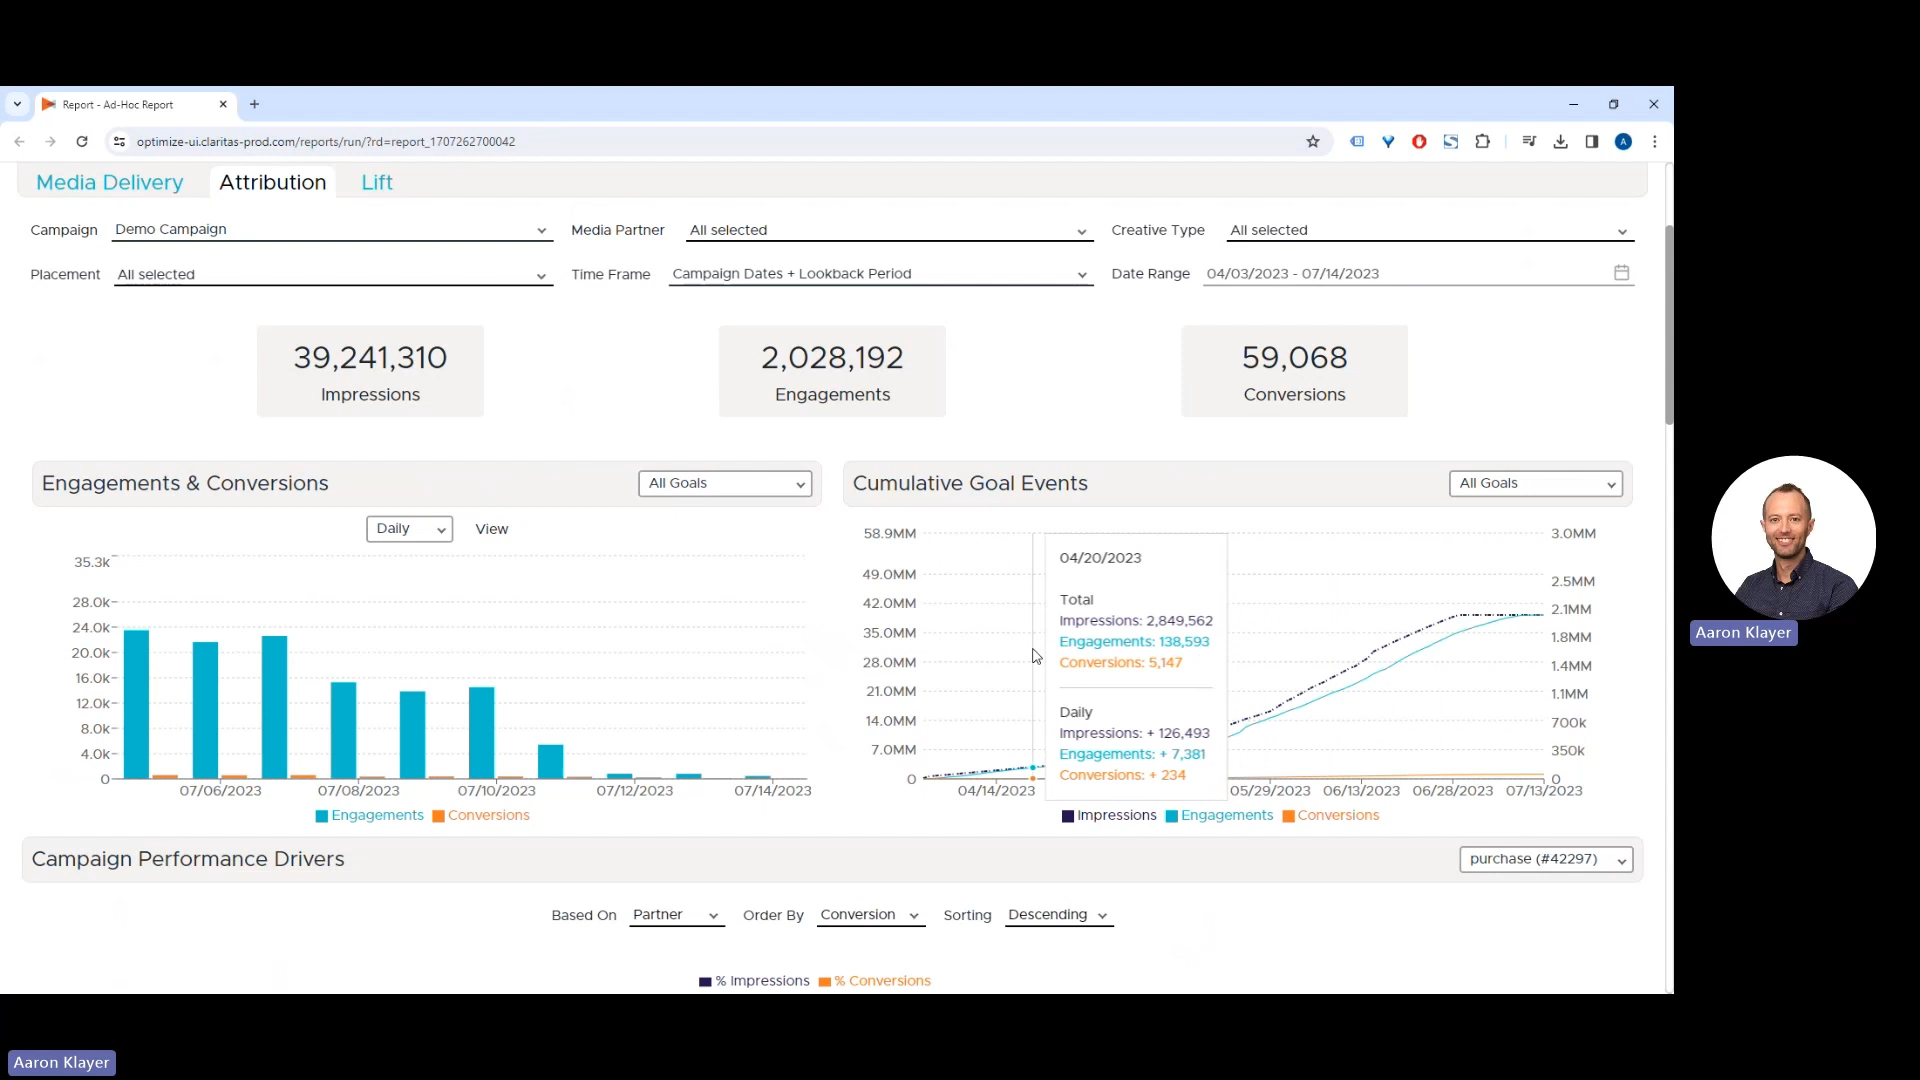 Report - Ad-Hoc Report
optimize-ui.claritas-prod.com/reports/run/?rd=report_1707262700042
A
Media Delivery Attribution Lift
Campaign Demo Campaign Media Partner All selected Creative Type All selected
Placement All selected Time Frame Campaign Dates + Lookback Period Date Range 04/03/2023 - 07/14/2023
39,241,310 2,028,192 59,068
Impressions Engagements Conversions
Engagements & Conversions All Goals
Daily View
35.3k
28.0k
24.0k
20.0k
16.0k
12.0k
8.0k
4.0k
0
07/06/2023 07/08/2023 07/10/2023 07/12/2023 07/14/2023
Engagements Conversions
Cumulative Goal Events All Goals
58.9MM
49.0MM
42.0MM
35.0MM
28.0MM
21.0MM
14.0MM
7.0MM
0
04/20/2023
Total
Impressions: 2,849,562
Engagements: 138,593
Conversions: 5,147
Daily
Impressions: + 126,493
Engagements: + 7,381
Conversions: + 234
3.0MM
2.5MM
2.1MM
1.8MM
1.4MM
1.1MM
700k
350k
0
04/14/2023 05/29/2023 06/13/2023 06/28/2023 07/13/2023
Impressions Engagements Conversions
Campaign Performance Drivers purchase (#42297)
Based On Partner Order By Conversion Sorting Descending
% Impressions % Conversions
Aaron Klayer
Aaron Klayer